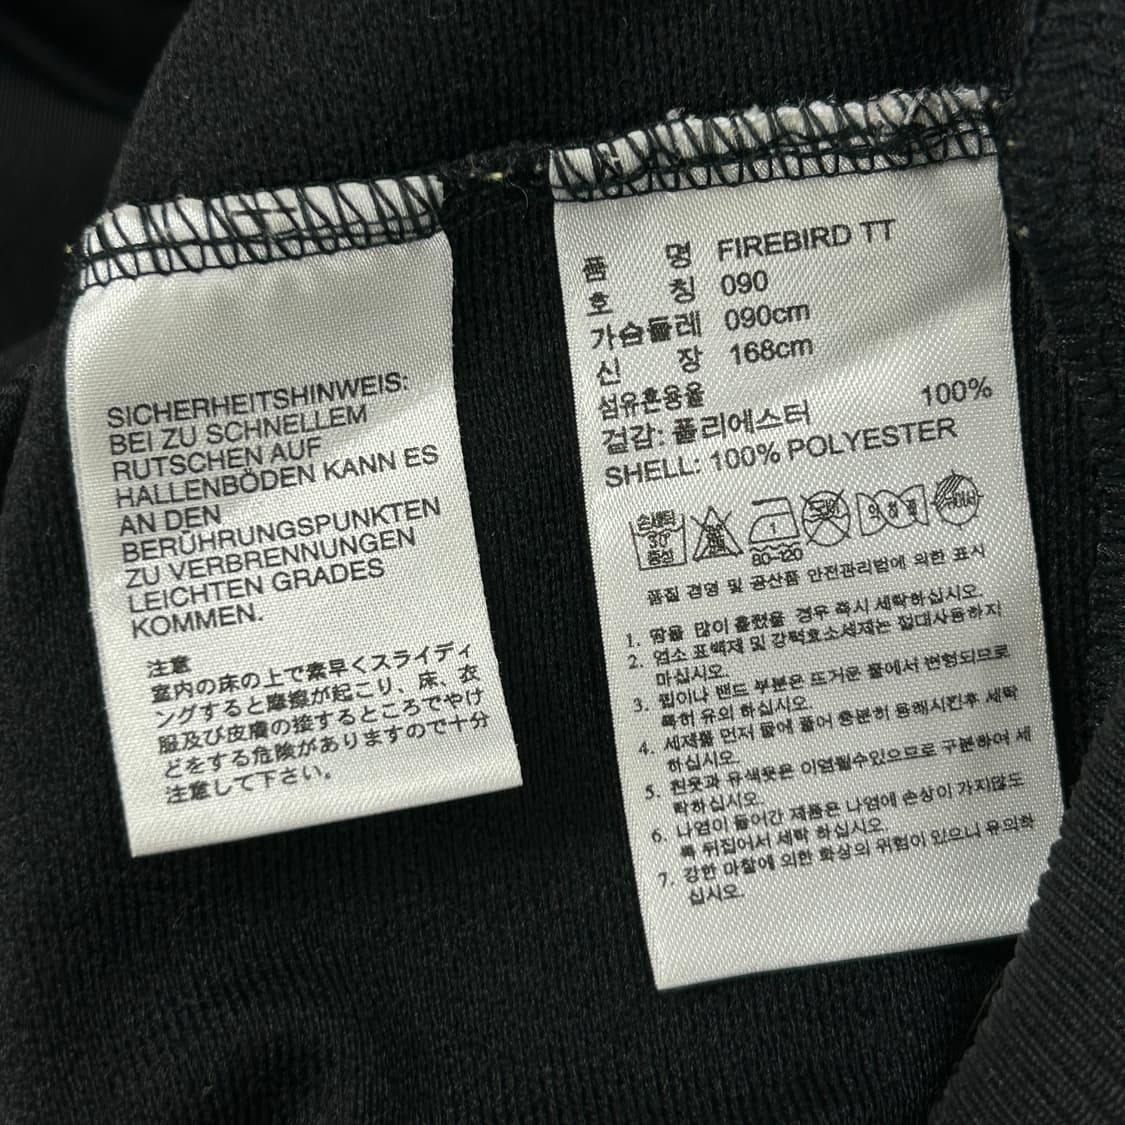 SICHERHEITSHINWEIS:
BEI ZU SCHNELLEM
RUTSCHEN AUF
HALLENBÖDEN KANN ES
AN DEN
BERÜHRUNGSPUNKTEN
ZU VERBRENNUNGEN
LEICHTEN GRADES
KOMMEN.
注意
室内の床の上で素早くスライディ
ングすると摩擦が起こり、床、衣
服及び皮膚の接するところでやけ
どをする危険がありますので十分
注意して下さい。
품 명 FIREBIRD TT
호 칭 090
가슴둘레 090cm
신 장 168cm
섬유혼용율
겉감: 폴리에스터 100%
SHELL: 100% POLYESTER
손세탁
30
중성
1
80~120
품질 경영 및 공산품 안전관리법에 의한 표시
1. 땀을 많이 흘렸을 경우 즉시 세탁하십시오.
2. 염소 표백제 및 강력효소세제는 절대사용하지
마십시오.
3. 립이나 밴드 부분은 뜨거운 물에서 변형되므로
특히 유의 하십시오.
4. 세제를 먼저 물에 풀어 충분히 용해시킨후 세탁
하십시오.
5. 흰옷과 유색옷은 이염될수있으므로 구분하여 세
탁하십시오.
6. 나염이 들어간 제품은 나염에 손상이 가지않도
록 뒤집어서 세탁 하십시오.
7. 강한 마찰에 의한 화상의 위험이 있으니 유의하
십시오.